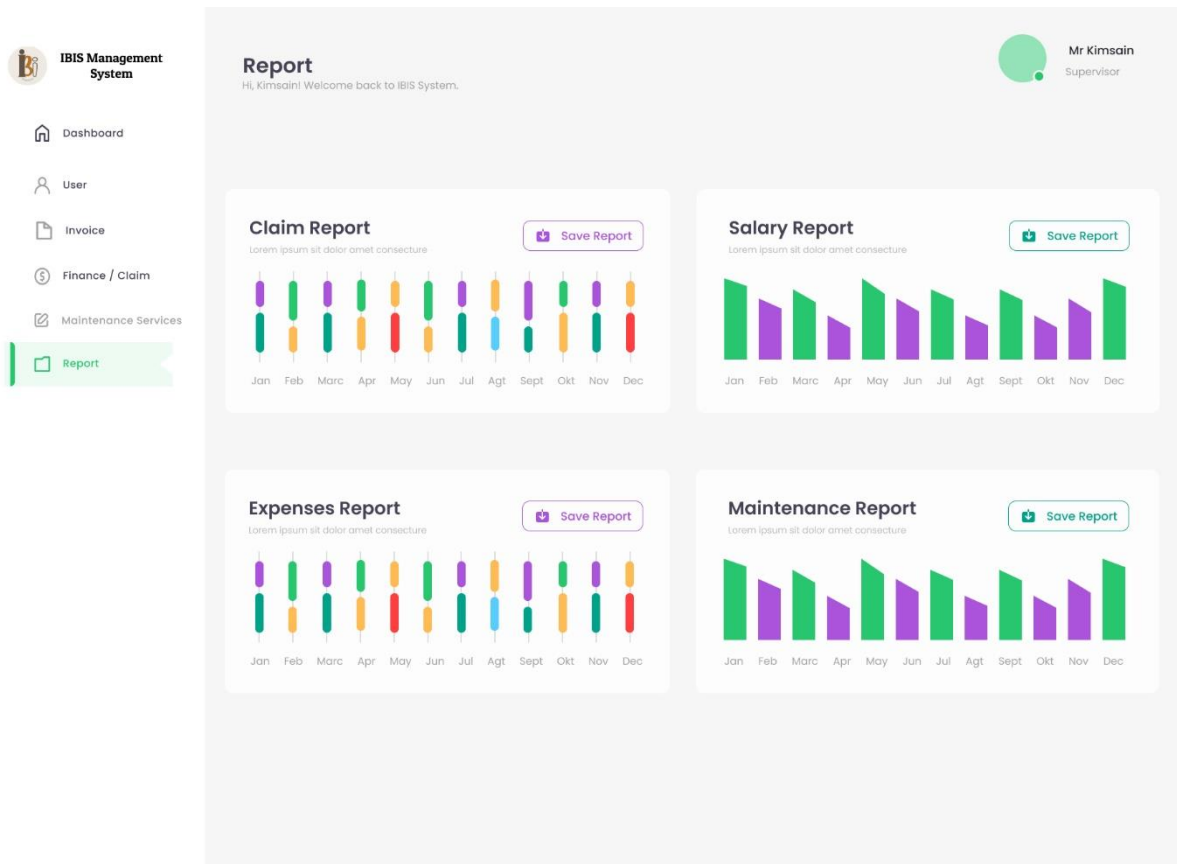 IBIS Management
System
Dashboard
User
Invoice
Finance / Claim
Maintenance Services
Report
Report
Hi, Kimsain! Welcome back to IBIS System.
Mr Kimsain
Supervisor
Claim Report
Lorem ipsum sit dolor amet consecture
Save Report
Jan Feb Marc Apr May Jun Jul Agt Sept Okt Nov Dec
Salary Report
Lorem ipsum sit dolor amet consecture
Save Report
Jan Feb Marc Apr May Jun Jul Agt Sept Okt Nov Dec
Expenses Report
Lorem ipsum sit dolor amet consecture
Save Report
Jan Feb Marc Apr May Jun Jul Agt Sept Okt Nov Dec
Maintenance Report
Lorem ipsum sit dolor amet consecture
Save Report
Jan Feb Marc Apr May Jun Jul Agt Sept Okt Nov Dec